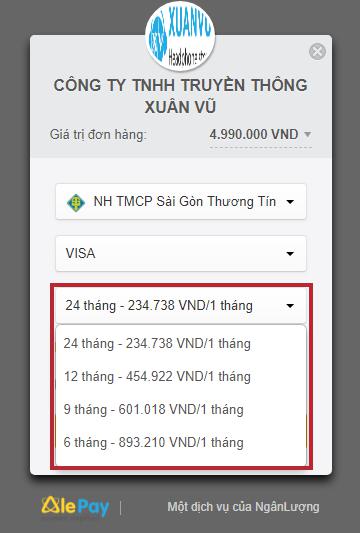 XUANVU
Headphone store
CÔNG TY TNHH TRUYỀN THÔNG
XUÂN VŨ
Giá trị đơn hàng: 4.990.000 VND
NH TMCP Sài Gòn Thương Tín
VISA
24 tháng - 234.738 VND/1 tháng
24 tháng - 234.738 VND/1 tháng
12 tháng - 454.922 VND/1 tháng
9 tháng - 601.018 VND/1 tháng
6 tháng - 893.210 VND/1 tháng
AlePay | Một dịch vụ của NgânLượng